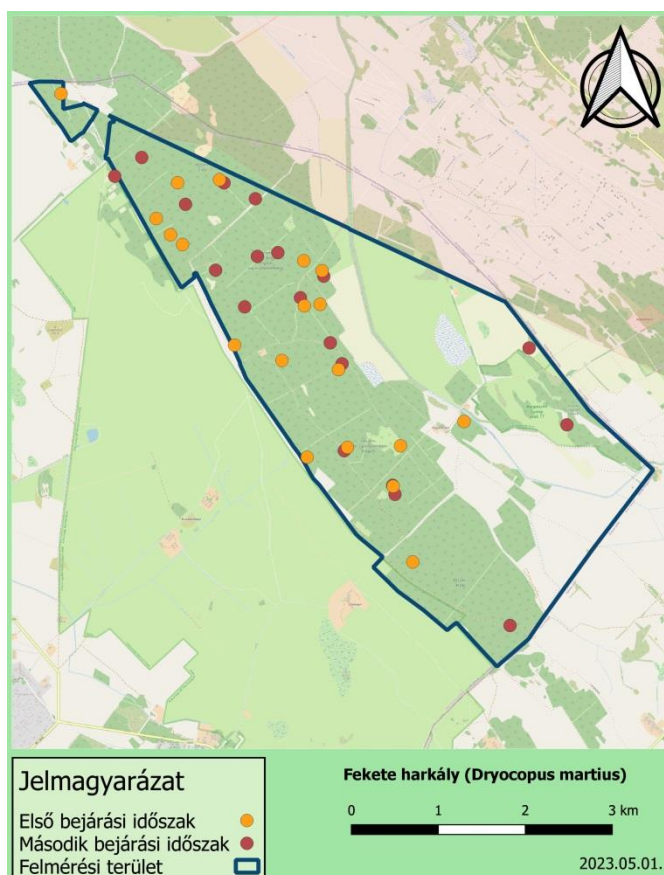 Jelmagyarázat
Első bejárási időszak
Második bejárási időszak
Felmérési terület
Fekete harkály (Dryocopus martius)
0 1 2 3 km
2023.05.01.